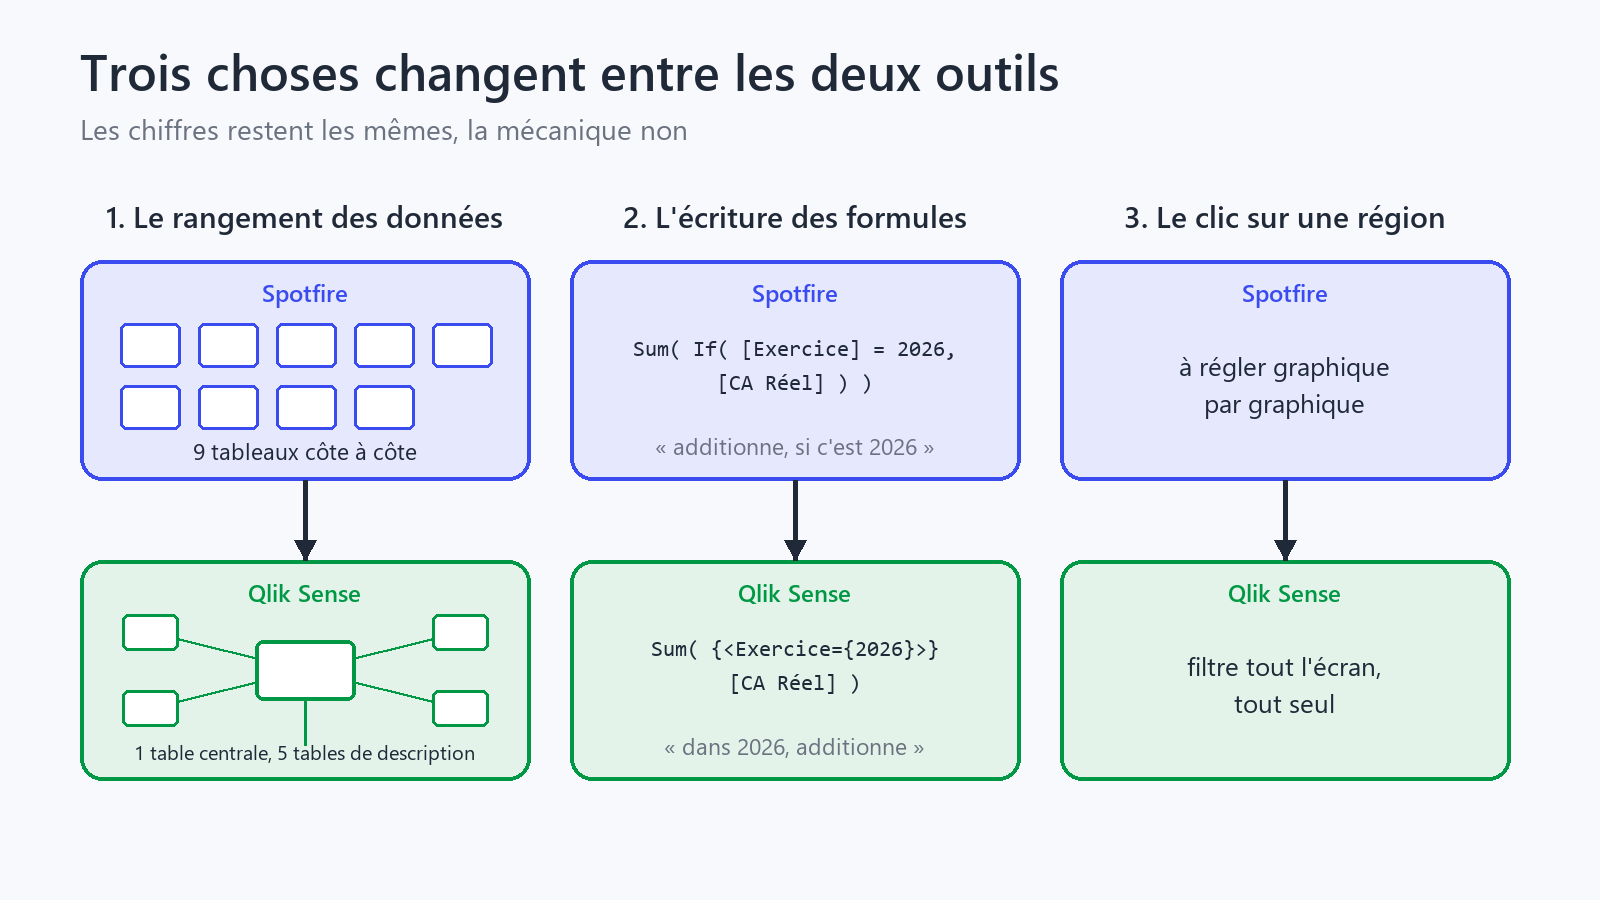 Trois choses changent entre les deux outils
Les chiffres restent les mêmes, la mécanique non
1. Le rangement des données
Spotfire
9 tableaux côte à côte
Qlik Sense
1 table centrale, 5 tables de description
2. L'écriture des formules
Spotfire
Sum( If( [Exercice] = 2026,
[CA Réel] ) )
« additionne, si c'est 2026 »
Qlik Sense
Sum( {<Exercice={2026}>}
[CA Réel] )
« dans 2026, additionne »
3. Le clic sur une région
Spotfire
à régler graphique
par graphique
Qlik Sense
filtre tout l'écran,
tout seul